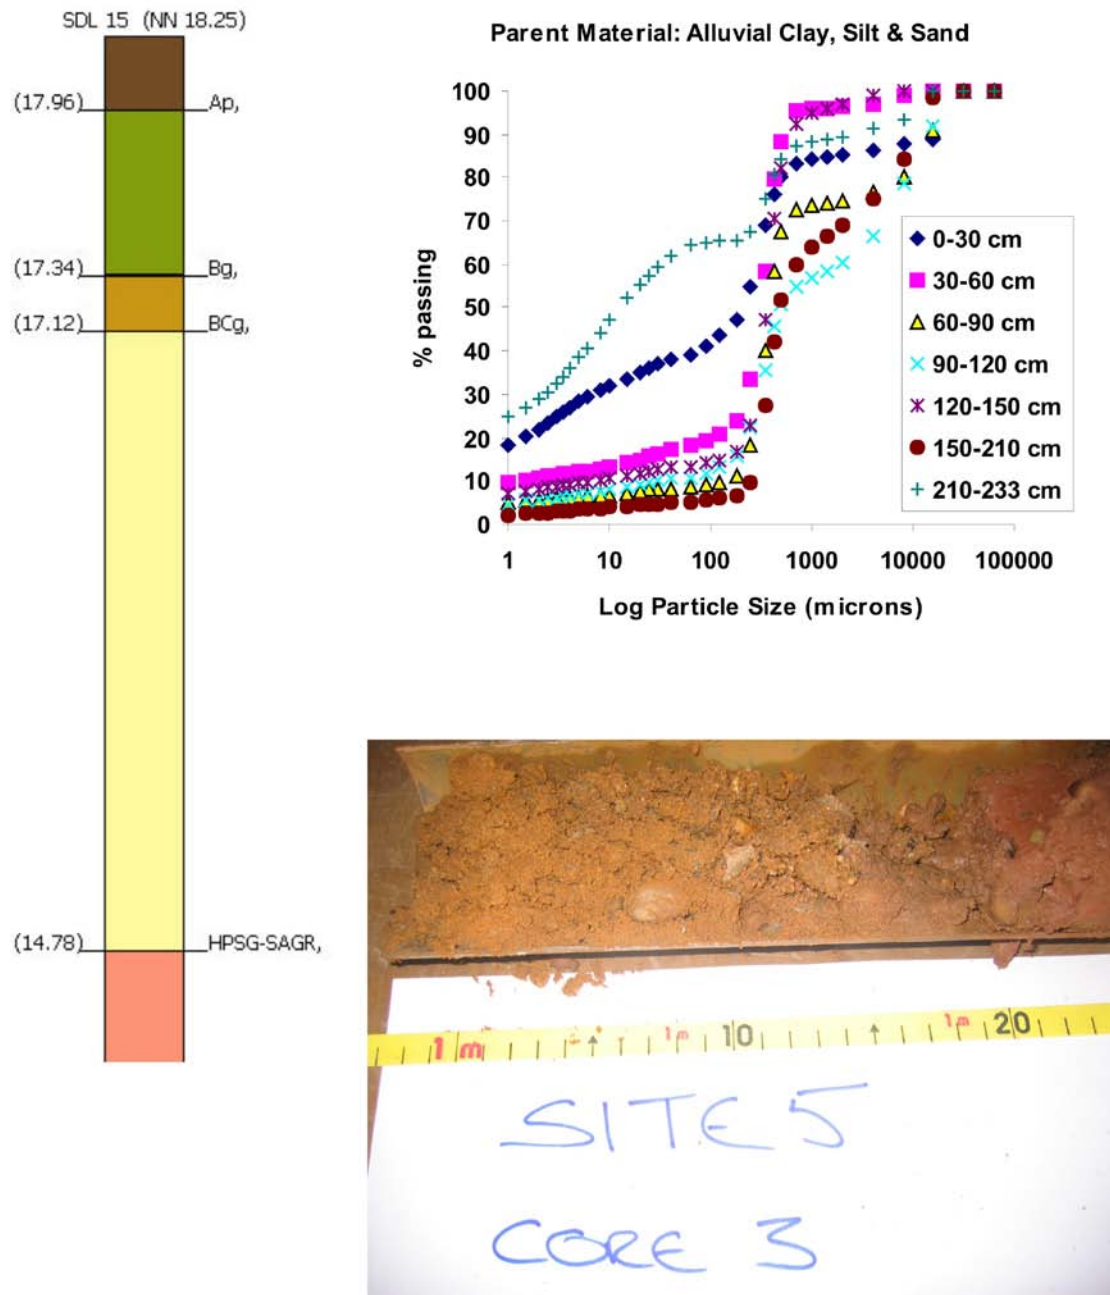 SDL 15 (NN 18.25)
(17.96) Ap,
(17.34) Bg,
(17.12) BCg,
(14.78) HPSG-SAGR,
Parent Material: Alluvial Clay, Silt & Sand
% passing
100
90
80
70
60
50
40
30
20
10
0
1 10 100 1000 10000 100000
Log Particle Size (microns)
0-30 cm
30-60 cm
60-90 cm
90-120 cm
120-150 cm
150-210 cm
210-233 cm
1m 1m 10 1m 20
SITE 5
CORE 3